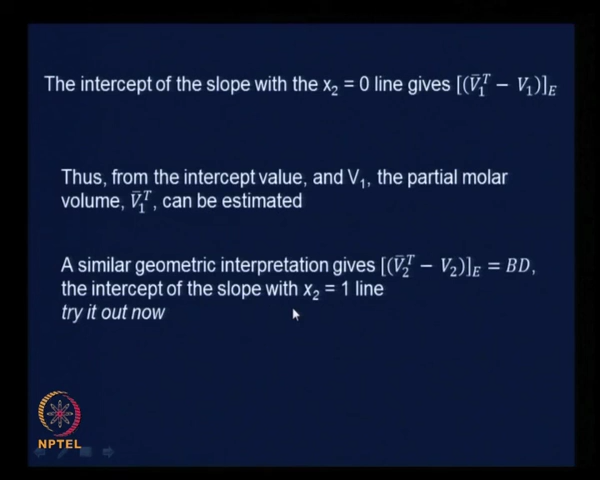 The intercept of the slope with the x₂ = 0 line gives [(V̄₁ᵀ − V₁)]_E
Thus, from the intercept value, and V₁, the partial molar
volume, V̄₁ᵀ, can be estimated
A similar geometric interpretation gives [(V̄₂ᵀ − V₂)]_E = BD,
the intercept of the slope with x₂ = 1 line
try it out now
NPTEL